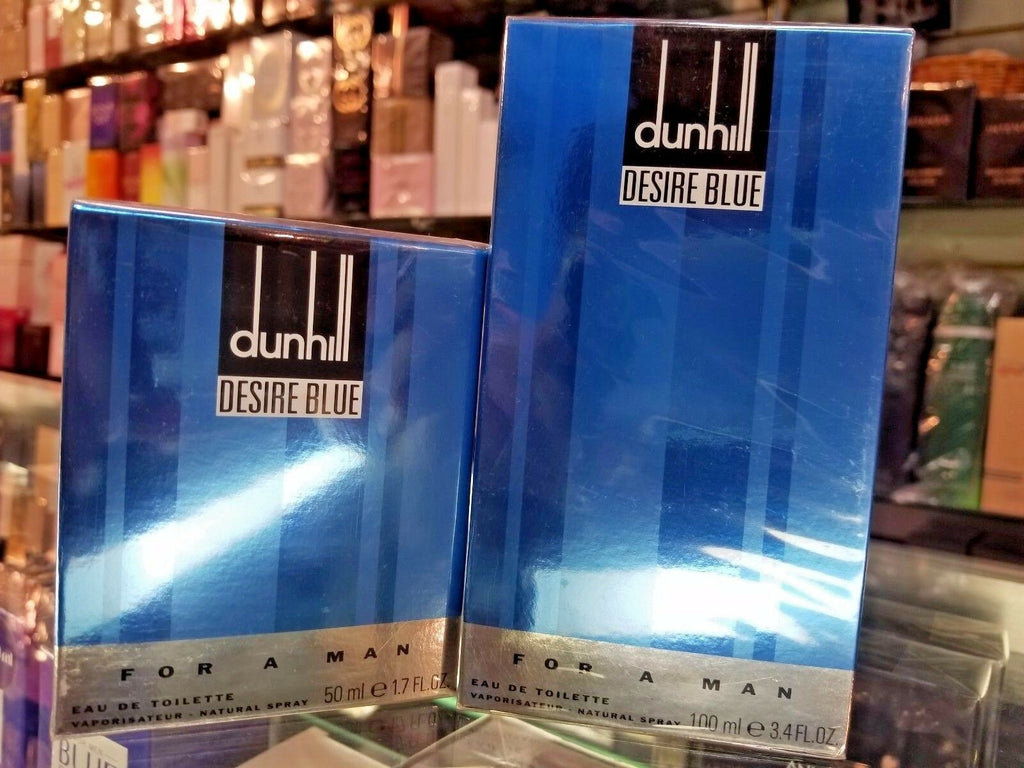 dunhill
DESIRE BLUE
FOR A MAN
EAU DE TOILETTE
VAPORISATEUR - NATURAL SPRAY
50 ml e 1.7 FL.OZ.
dunhill
DESIRE BLUE
FOR A MAN
EAU DE TOILETTE
VAPORISATEUR - NATURAL SPRAY
100 ml e 3.4 FL.OZ.
BLUE